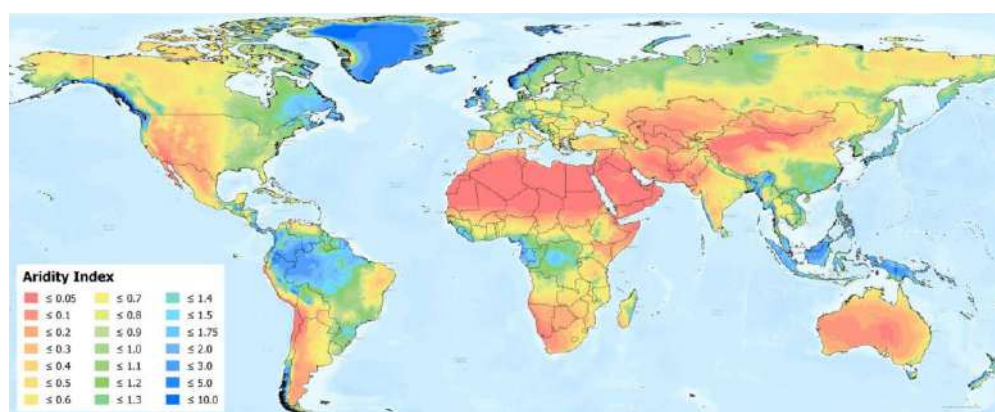 Aridity Index
≤ 0.05 ≤ 0.7 ≤ 1.4
≤ 0.1 ≤ 0.8 ≤ 1.5
≤ 0.2 ≤ 0.9 ≤ 1.75
≤ 0.3 ≤ 1.0 ≤ 2.0
≤ 0.4 ≤ 1.1 ≤ 3.0
≤ 0.5 ≤ 1.2 ≤ 5.0
≤ 0.6 ≤ 1.3 ≤ 10.0